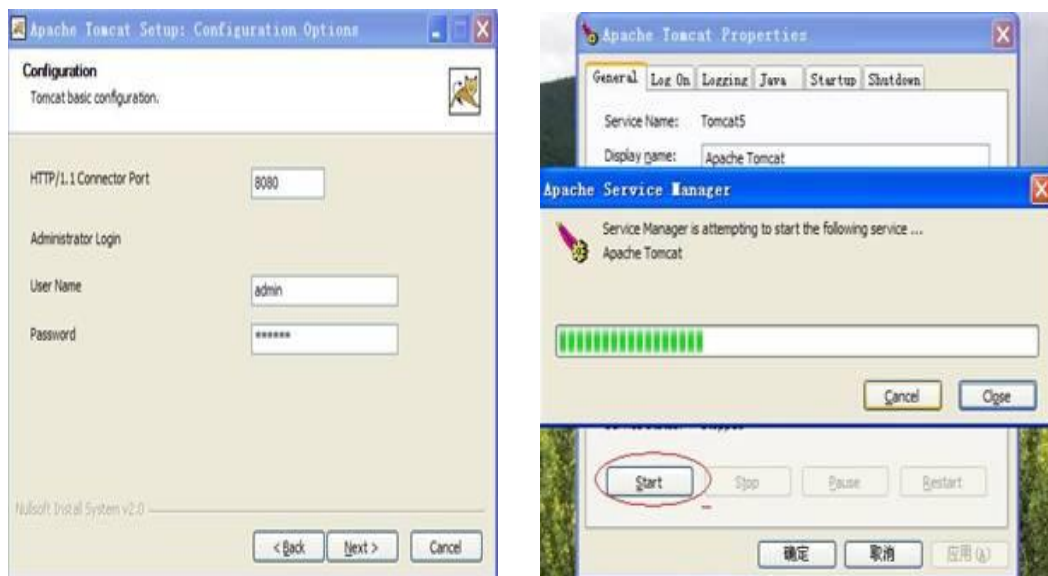 Apache Tomcat Setup: Configuration Options
Configuration
Tomcat basic configuration.
HTTP/1.1 Connector Port 8080
Administrator Login
User Name admin
Password ******
Nullsoft Install System v2.0
< Back Next > Cancel
Apache Tomcat Properties
General Log On Logging Java Startup Shutdown
Service Name: Tomcat5
Display name: Apache Tomcat
Apache Service Manager
Service Manager is attempting to start the following service ...
Apache Tomcat
Cancel Close
Start Stop Pause Restart
确定 取消 应用(A)